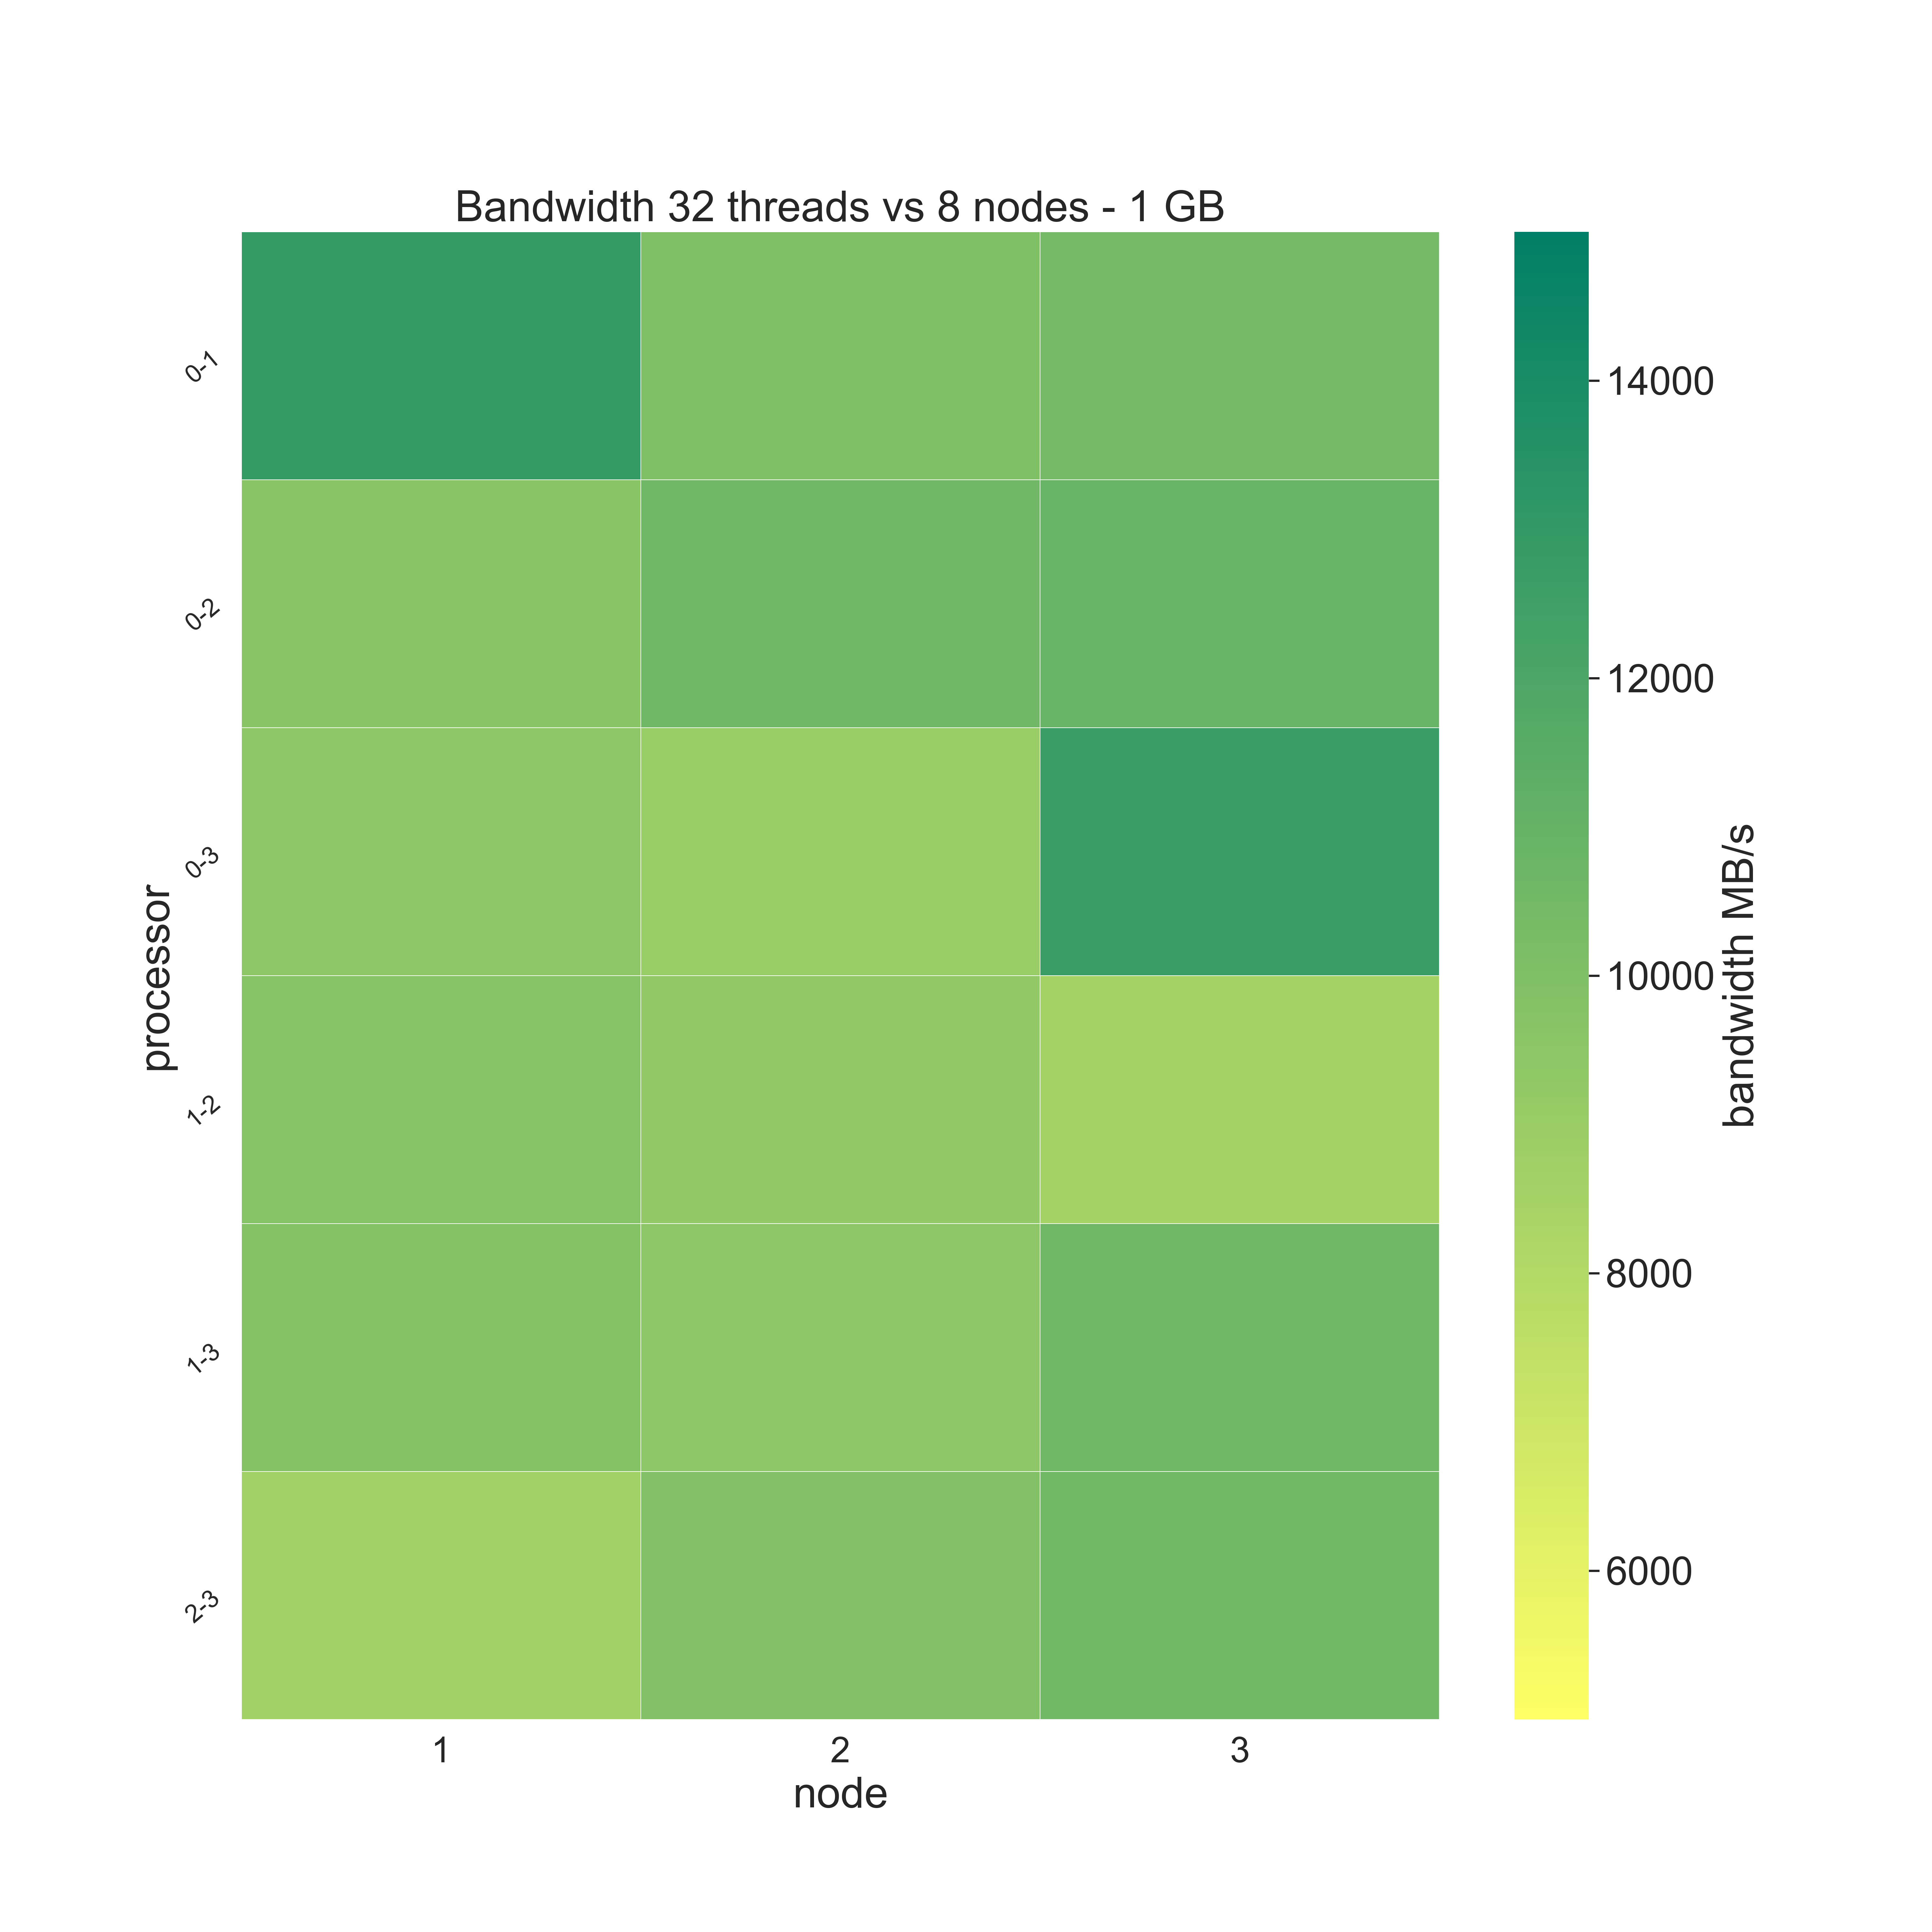 Bandwidth 32 threads vs 8 nodes - 1 GB
processor
0-1
0-2
0-3
1-2
1-3
2-3
1 2 3
node
14000
12000
10000
8000
6000
bandwidth MB/s